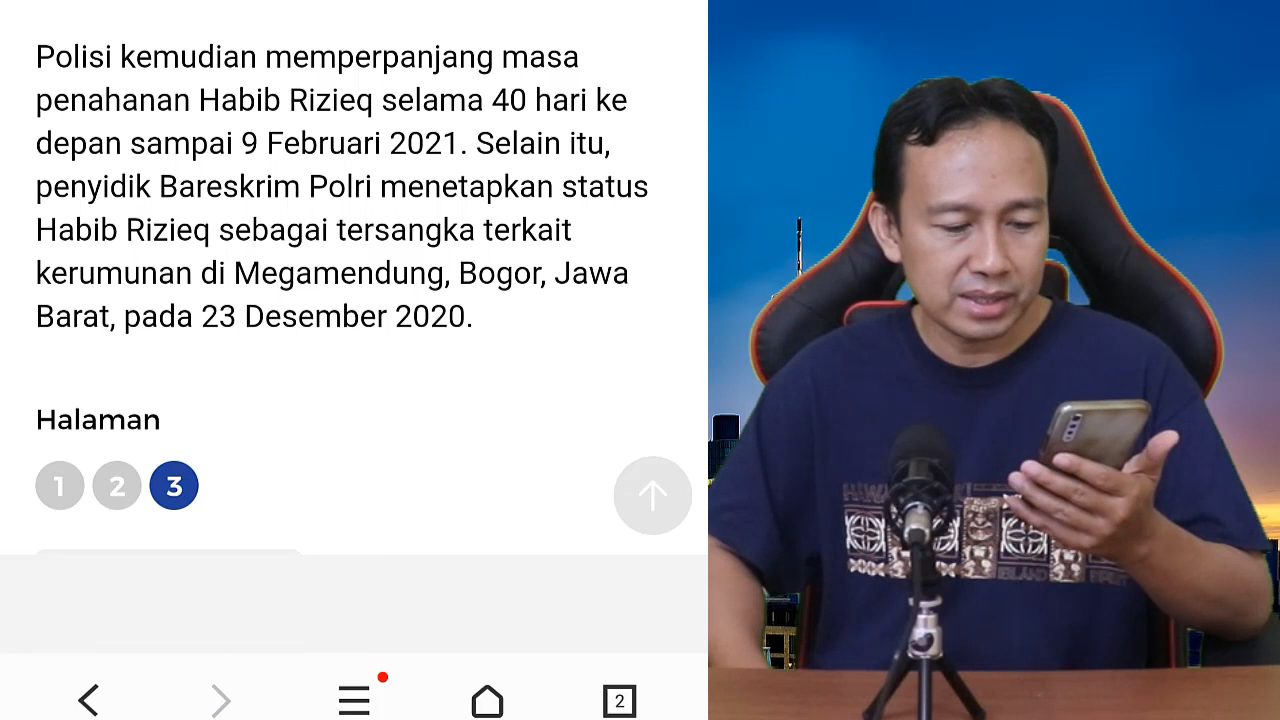 Polisi kemudian memperpanjang masa
penahanan Habib Rizieq selama 40 hari ke
depan sampai 9 Februari 2021. Selain itu,
penyidik Bareskrim Polri menetapkan status
Habib Rizieq sebagai tersangka terkait
kerumunan di Megamendung, Bogor, Jawa
Barat, pada 23 Desember 2020.
Halaman
1 2 3
2